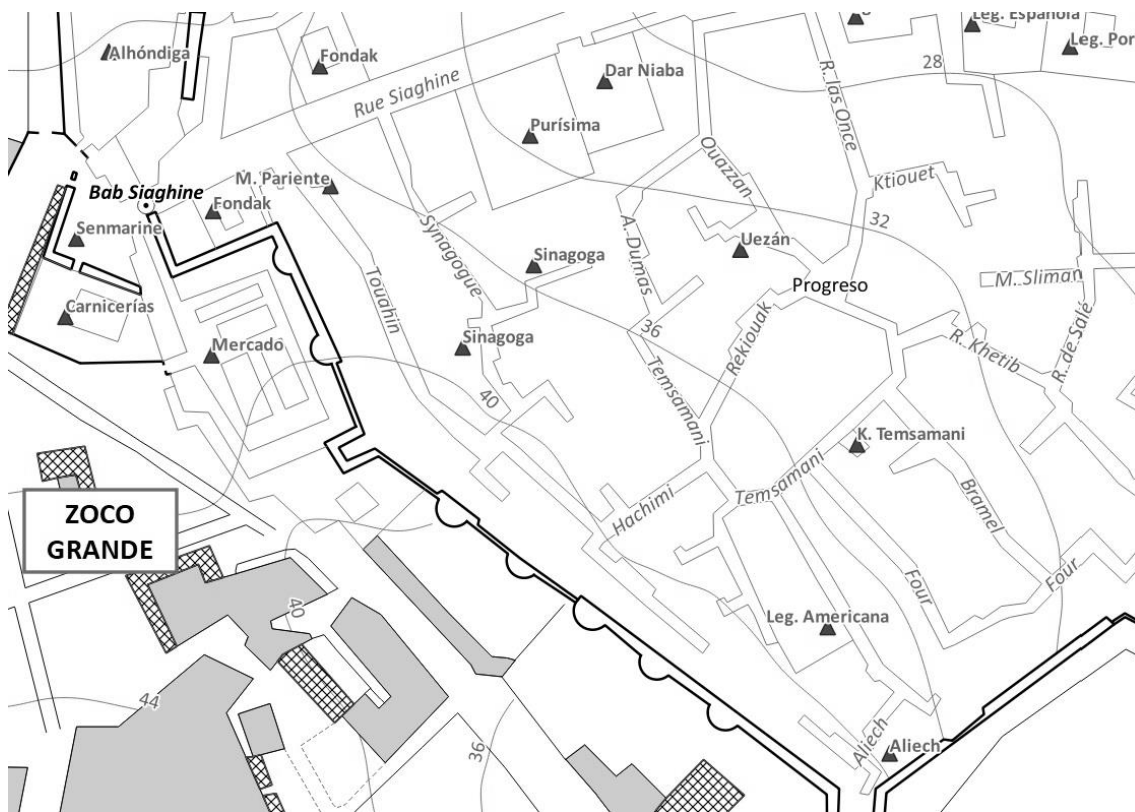 Leg. Española
Leg. Por
Alhóndiga
Fondak
R. las Once
28
Dar Niaba
Rue Siaghine
Purísima
Ouazzan
Ktiouet
M. Pariente
Bab Siaghine
Fondak
Synagogue
A. Dumas
32
Senmarine
Uezán
Sinagoga
Touahin
M. Sliman
Progreso
Carnicerías
36
Rekiouak
R. de Salé
Mercado
Sinagoga
R. Khetib
Temsamani
40
K. Temsamani
Temsamani
Hachimi
Bramel
ZOCO
GRANDE
Four
Four
40
Leg. Americana
44
Aliech
Aliech
36